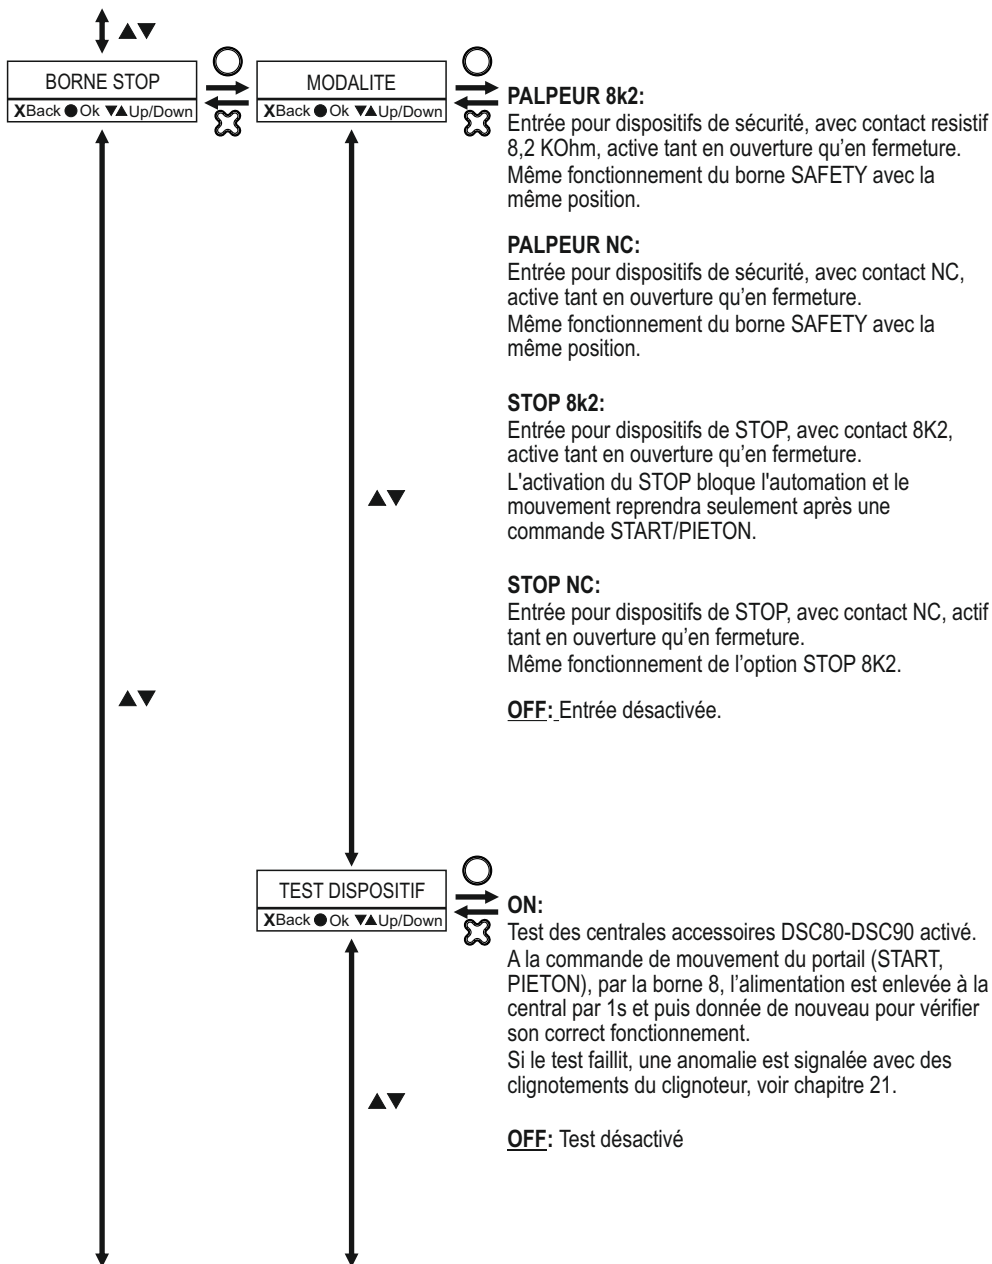 BORNE STOP
XBack ●Ok ▼▲Up/Down
MODALITE
XBack ●Ok ▼▲Up/Down
PALPEUR 8k2:
Entrée pour dispositifs de sécurité, avec contact resistif
8,2 KOhm, active tant en ouverture qu'en fermeture.
Même fonctionnement du borne SAFETY avec la
même position.
PALPEUR NC:
Entrée pour dispositifs de sécurité, avec contact NC,
active tant en ouverture qu'en fermeture.
Même fonctionnement du borne SAFETY avec la
même position.
STOP 8k2:
Entrée pour dispositifs de STOP, avec contact 8K2,
active tant en ouverture qu'en fermeture.
L'activation du STOP bloque l'automation et le
mouvement reprendra seulement après une
commande START/PIETON.
STOP NC:
Entrée pour dispositifs de STOP, avec contact NC, actif
tant en ouverture qu'en fermeture.
Même fonctionnement de l'option STOP 8K2.
OFF: Entrée désactivée.
TEST DISPOSITIF
XBack ●Ok ▼▲Up/Down
ON:
Test des centrales accessoires DSC80-DSC90 activé.
A la commande de mouvement du portail (START,
PIETON), par la borne 8, l'alimentation est enlevée à la
central par 1s et puis donnée de nouveau pour vérifier
son correct fonctionnement.
Si le test faillit, une anomalie est signalée avec des
clignotements du clignoteur, voir chapitre 21.
OFF: Test désactivé